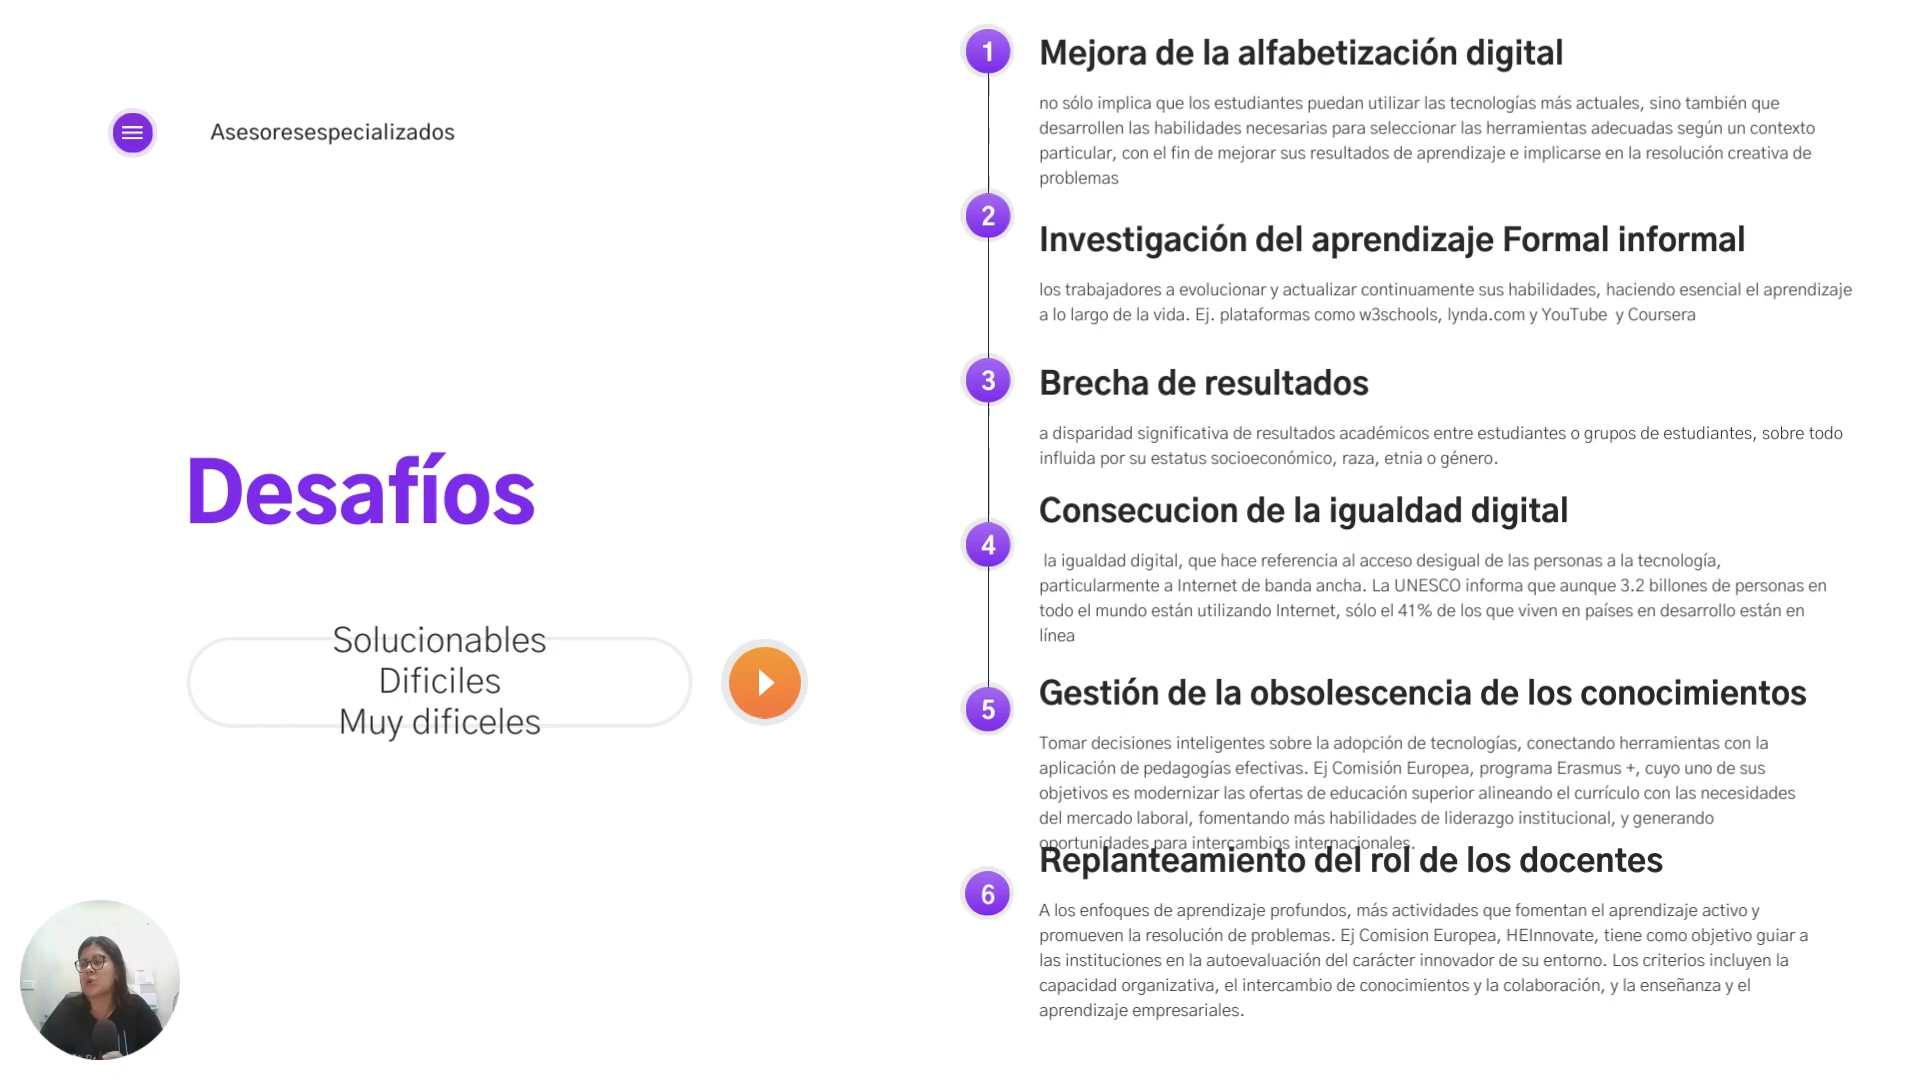 Asesoresespecializados
Desafíos
Solucionables
Dificiles
Muy dificeles
1
Mejora de la alfabetización digital
no sólo implica que los estudiantes puedan utilizar las tecnologías más actuales, sino también que
desarrollen las habilidades necesarias para seleccionar las herramientas adecuadas según un contexto
particular, con el fin de mejorar sus resultados de aprendizaje e implicarse en la resolución creativa de
problemas
2
Investigación del aprendizaje Formal informal
los trabajadores a evolucionar y actualizar continuamente sus habilidades, haciendo esencial el aprendizaje
a lo largo de la vida. Ej. plataformas como w3schools, lynda.com y YouTube y Coursera
3
Brecha de resultados
a disparidad significativa de resultados académicos entre estudiantes o grupos de estudiantes, sobre todo
influida por su estatus socioeconómico, raza, etnia o género.
4
Consecucion de la igualdad digital
la igualdad digital, que hace referencia al acceso desigual de las personas a la tecnología,
particularmente a Internet de banda ancha. La UNESCO informa que aunque 3.2 billones de personas en
todo el mundo están utilizando Internet, sólo el 41% de los que viven en países en desarrollo están en
línea
5
Gestión de la obsolescencia de los conocimientos
Tomar decisiones inteligentes sobre la adopción de tecnologías, conectando herramientas con la
aplicación de pedagogías efectivas. Ej Comisión Europea, programa Erasmus +, cuyo uno de sus
objetivos es modernizar las ofertas de educación superior alineando el currículo con las necesidades
del mercado laboral, fomentando más habilidades de liderazgo institucional, y generando
oportunidades para intercambios internacionales.
6
Replanteamiento del rol de los docentes
A los enfoques de aprendizaje profundos, más actividades que fomentan el aprendizaje activo y
promueven la resolución de problemas. Ej Comision Europea, HEInnovate, tiene como objetivo guiar a
las instituciones en la autoevaluación del carácter innovador de su entorno. Los criterios incluyen la
capacidad organizativa, el intercambio de conocimientos y la colaboración, y la enseñanza y el
aprendizaje empresariales.